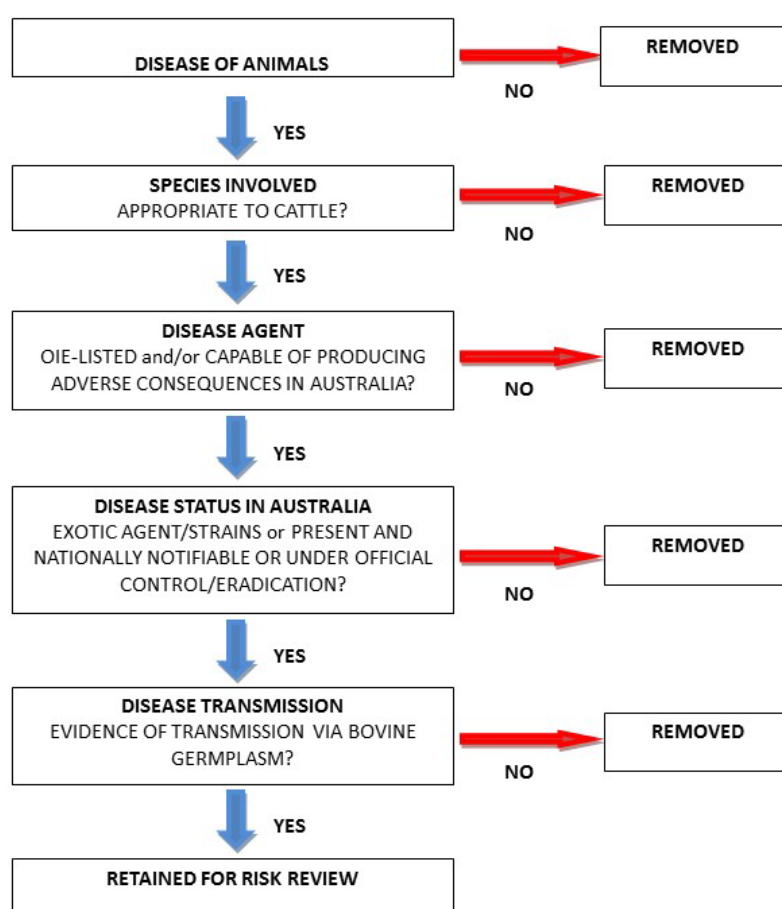 DISEASE OF ANIMALS
REMOVED
NO
YES
SPECIES INVOLVED
APPROPRIATE TO CATTLE?
REMOVED
NO
YES
DISEASE AGENT
OIE-LISTED and/or CAPABLE OF PRODUCING
ADVERSE CONSEQUENCES IN AUSTRALIA?
REMOVED
NO
YES
DISEASE STATUS IN AUSTRALIA
EXOTIC AGENT/STRAINS or PRESENT AND
NATIONALLY NOTIFIABLE OR UNDER OFFICIAL
CONTROL/ERADICATION?
REMOVED
NO
YES
DISEASE TRANSMISSION
EVIDENCE OF TRANSMISSION VIA BOVINE
GERMPLASM?
REMOVED
NO
YES
RETAINED FOR RISK REVIEW